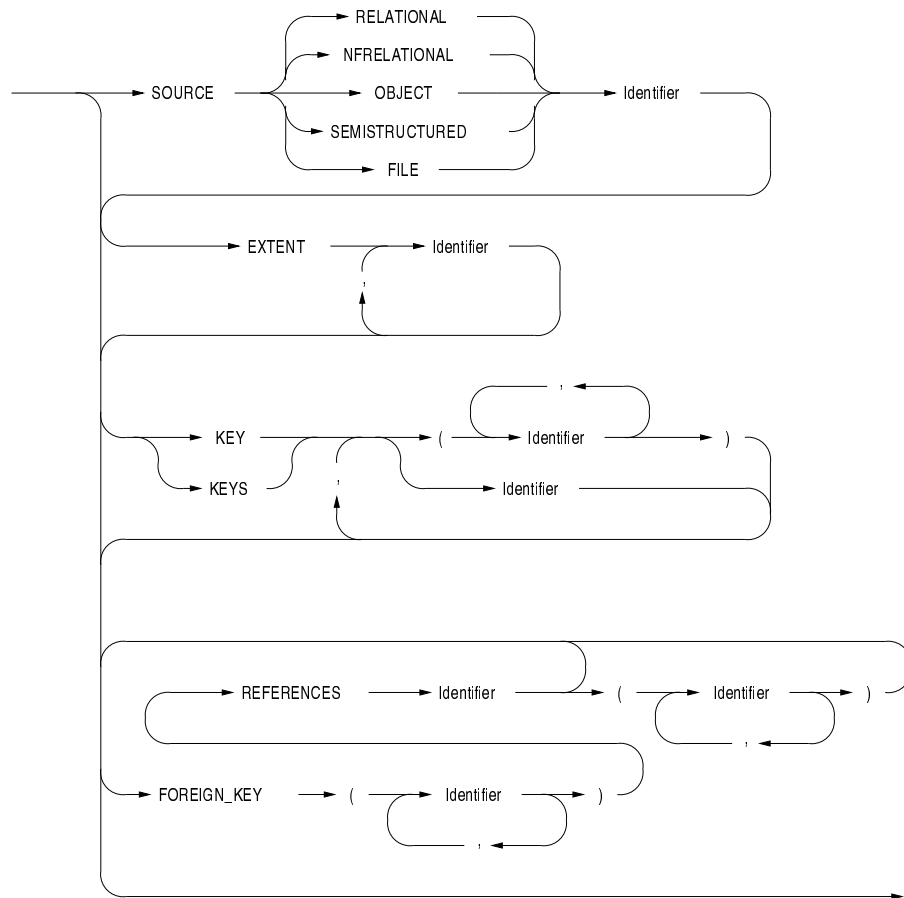 RELATIONAL
NFRELATIONAL
SOURCE OBJECT Identifier
SEMISTRUCTURED
FILE
EXTENT Identifier
,
,
KEY ( Identifier )
,
KEYS Identifier
REFERENCES Identifier ( Identifier )
,
FOREIGN_KEY ( Identifier )
,